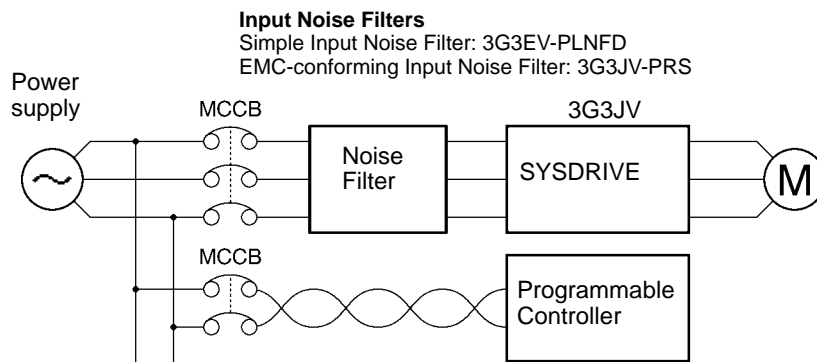 Input Noise Filters
Simple Input Noise Filter: 3G3EV-PLNFD
EMC-conforming Input Noise Filter: 3G3JV-PRS
Power
supply
MCCB
3G3JV
Noise
Filter
SYSDRIVE
M
MCCB
Programmable
Controller